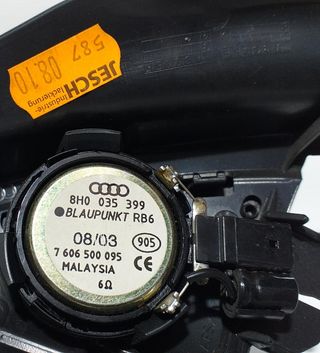 587
08.10
JESCH
Industrie-
lackierung
8H0 035 399
BLAUPUNKT RB6
08/03
905
7 606 500 095
MALAYSIA
CE
6Ω